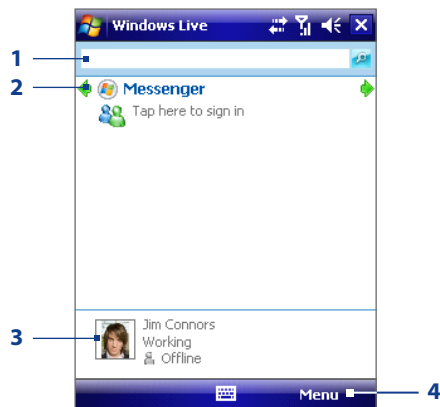 Windows Live
1
2
Messenger
Tap here to sign in
3
Jim Connors
Working
Offline
Menu
4